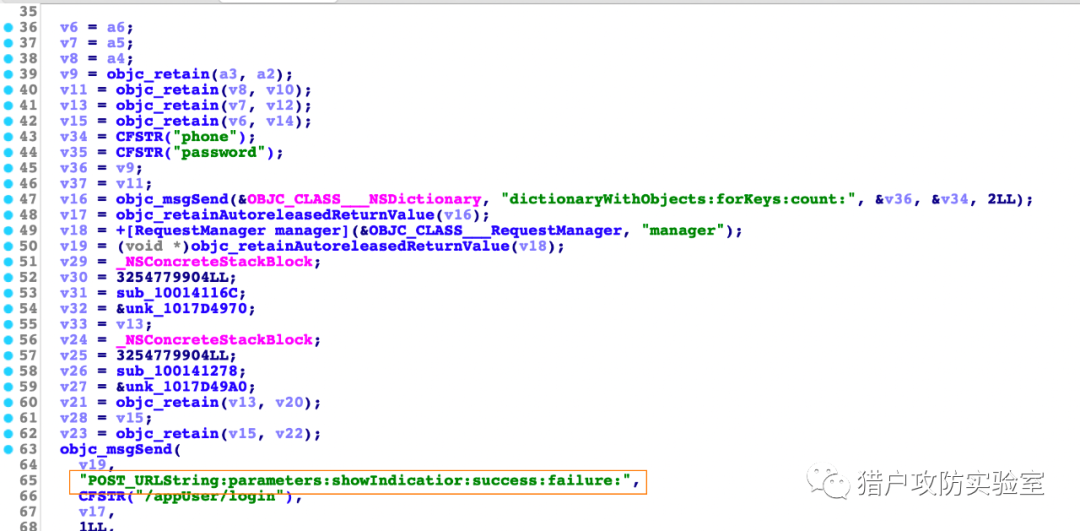 35
36 v6 = a6;
37 v7 = a5;
38 v8 = a4;
39 v9 = objc_retain(a3, a2);
40 v11 = objc_retain(v8, v10);
41 v13 = objc_retain(v7, v12);
42 v15 = objc_retain(v6, v14);
43 v34 = CFSTR("phone");
44 v35 = CFSTR("password");
45 v36 = v9;
46 v37 = v11;
47 v16 = objc_msgSend(&OBJC_CLASS___NSDictionary, "dictionaryWithObjects:forKeys:count:", &v36, &v34, 2LL);
48 v17 = objc_retainAutoreleasedReturnValue(v16);
49 v18 = +[RequestManager manager](&OBJC_CLASS___RequestManager, "manager");
50 v19 = (void *)objc_retainAutoreleasedReturnValue(v18);
51 v29 = _NSConcreteStackBlock;
52 v30 = 3254779904LL;
53 v31 = sub_10014116C;
54 v32 = &unk_1017D4970;
55 v33 = v13;
56 v24 = _NSConcreteStackBlock;
57 v25 = 3254779904LL;
58 v26 = sub_100141278;
59 v27 = &unk_1017D49A0;
60 v21 = objc_retain(v13, v20);
61 v28 = v15;
62 v23 = objc_retain(v15, v22);
63 objc_msgSend(
64 v19,
65 "POST_URLString:parameters:showIndicatior:success:failure:",
66 CFSTR("/appUser/login"),
67 v17,
68 1LL,
猎户攻防实验室